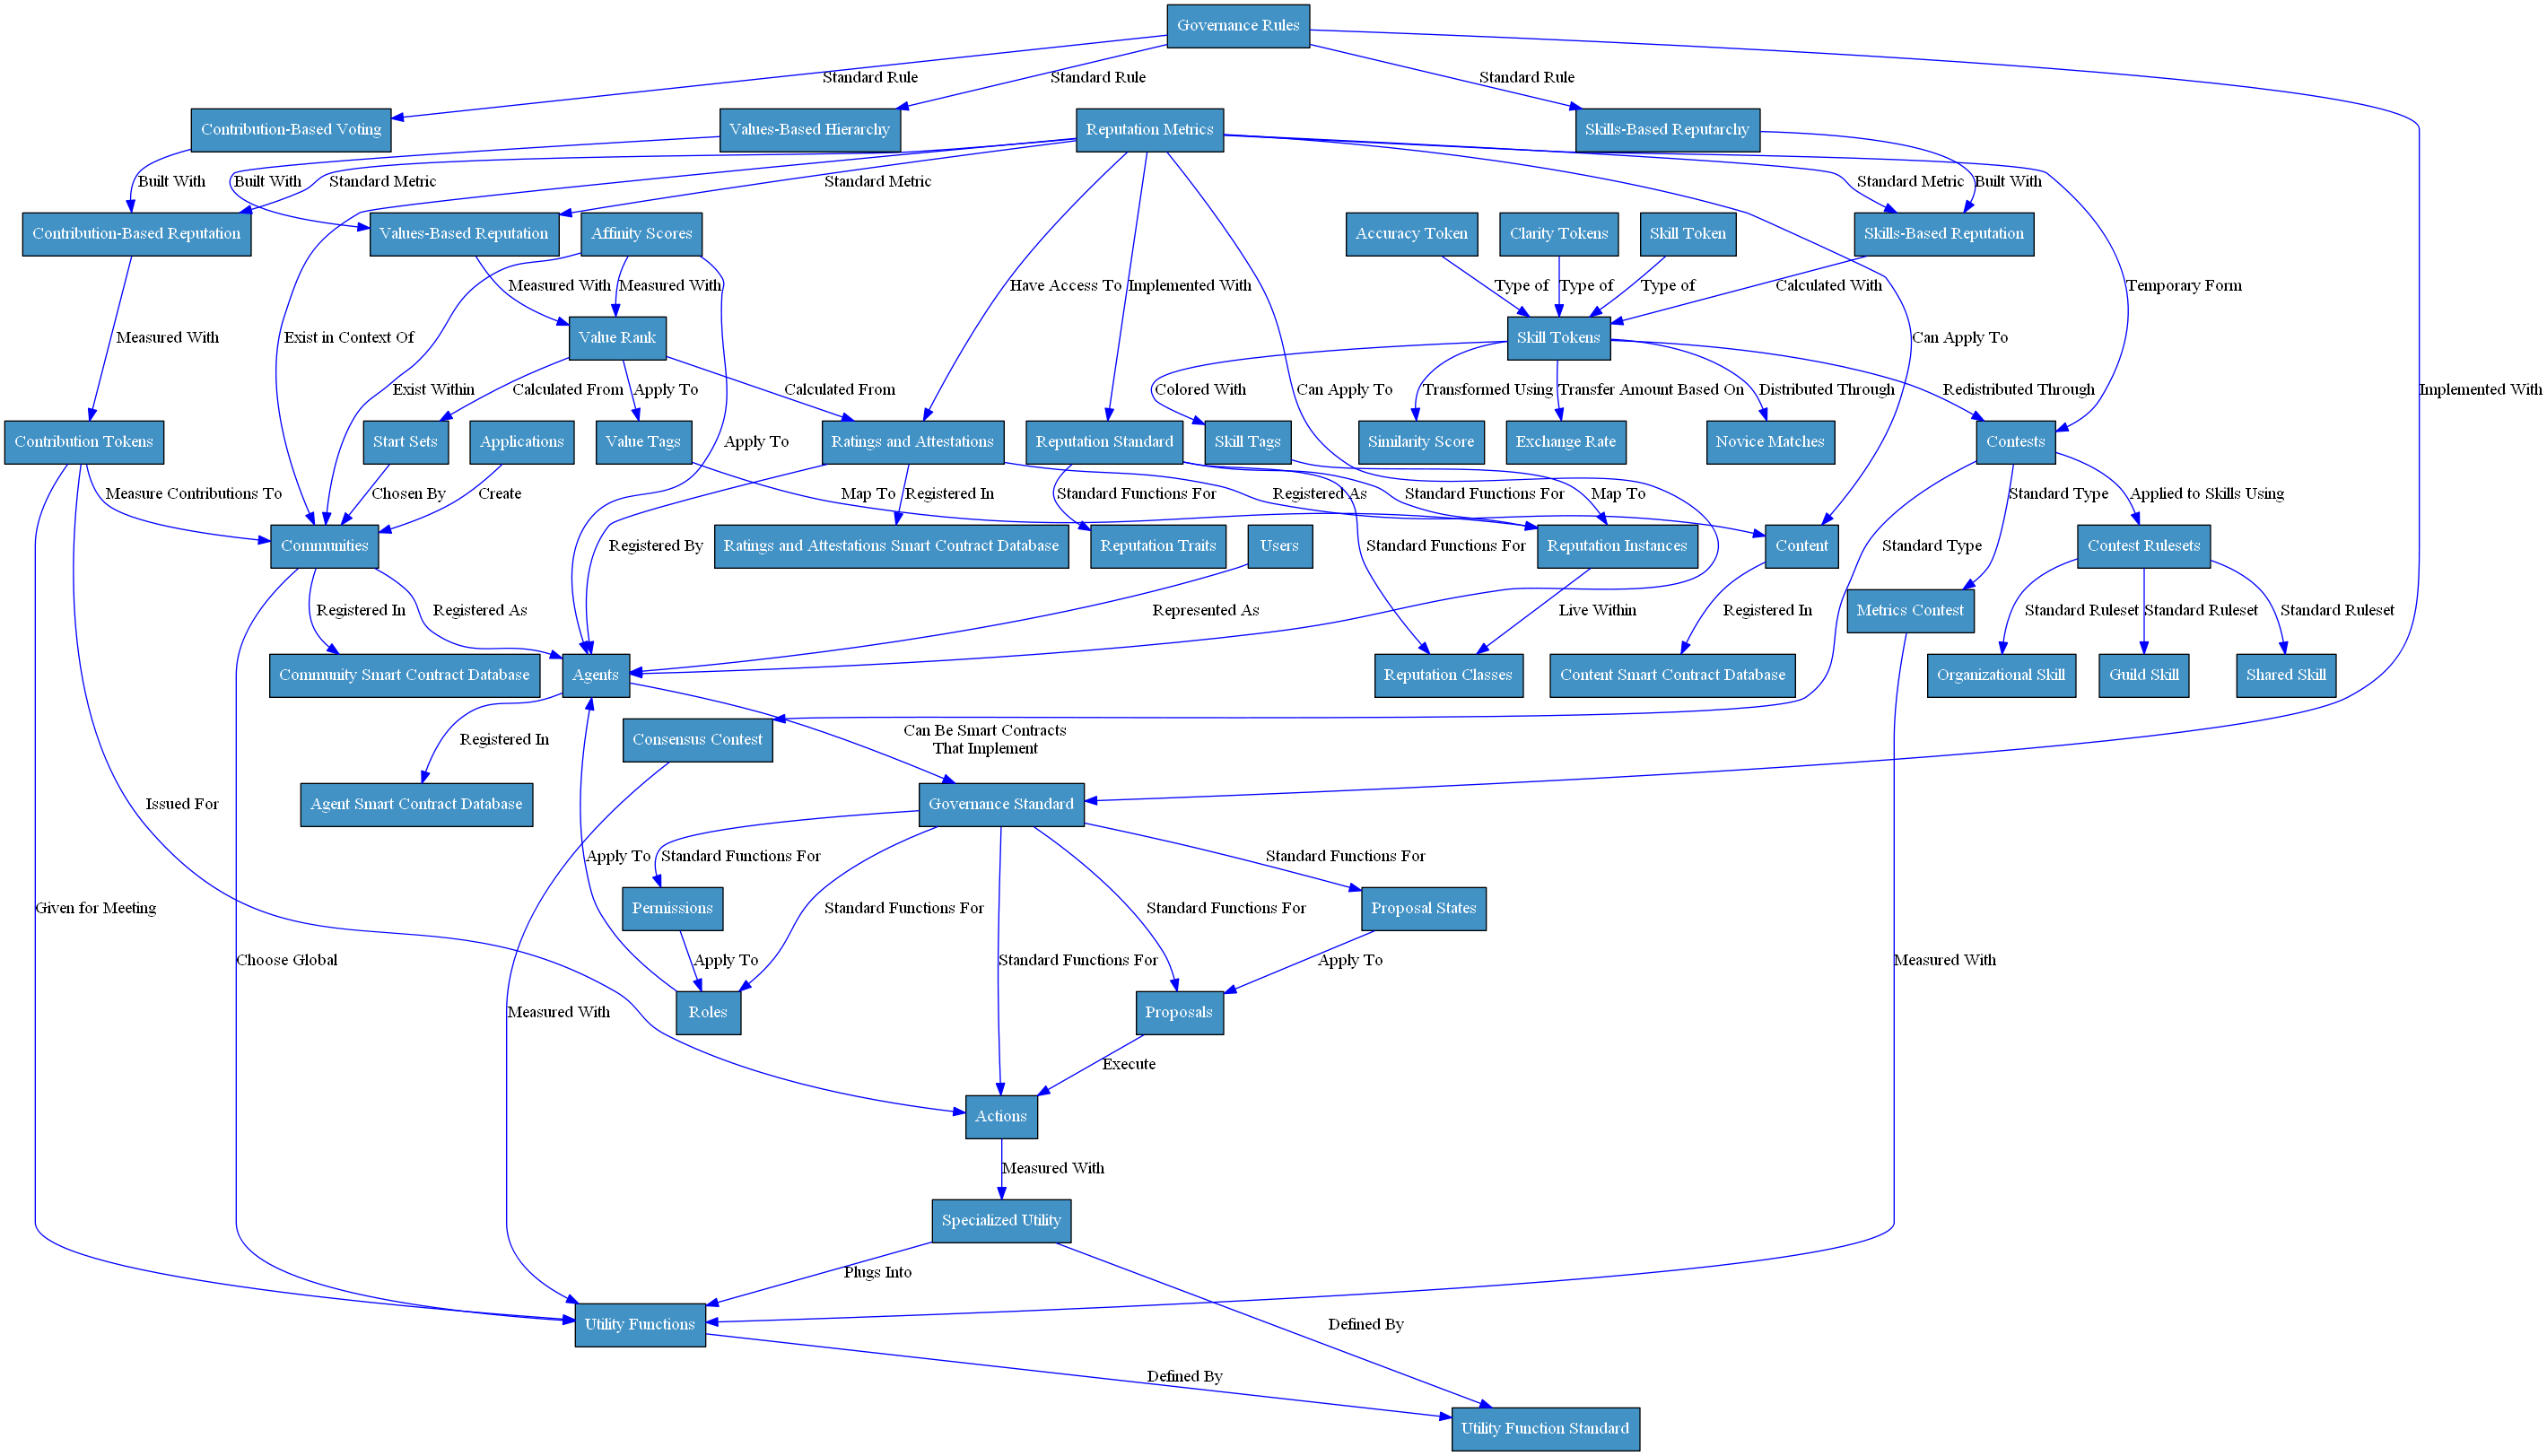 Governance Rules
Standard Rule
Standard Rule
Standard Rule
Contribution-Based Voting
Values-Based Hierarchy
Reputation Metrics
Skills-Based Reputarchy
Built With
Built With
Standard Metric
Standard Metric
Standard Metric
Built With
Contribution-Based Reputation
Values-Based Reputation
Affinity Scores
Accuracy Token
Clarity Tokens
Skill Token
Skills-Based Reputation
Measured With
Measured With
Have Access To
Implemented With
Type of
Type of
Type of
Calculated With
Temporary Form
Measured With
Exist in Context Of
Value Rank
Skill Tokens
Can Apply To
Exist Within
Calculated From
Apply To
Calculated From
Can Apply To
Colored With
Transformed Using
Transfer Amount Based On
Distributed Through
Redistributed Through
Implemented With
Contribution Tokens
Start Sets
Applications
Value Tags
Apply To
Ratings and Attestations
Reputation Standard
Skill Tags
Similarity Score
Exchange Rate
Novice Matches
Contests
Measure Contributions To
Chosen By
Create
Map To
Registered In
Standard Functions For
Registered As
Standard Functions For
Map To
Standard Type
Applied to Skills Using
Communities
Registered By
Ratings and Attestations Smart Contract Database
Reputation Traits
Users
Standard Functions For
Reputation Instances
Content
Standard Type
Contest Rulesets
Registered In
Registered As
Represented As
Live Within
Registered In
Metrics Contest
Standard Ruleset
Standard Ruleset
Standard Ruleset
Community Smart Contract Database
Agents
Reputation Classes
Content Smart Contract Database
Organizational Skill
Guild Skill
Shared Skill
Registered In
Consensus Contest
Can Be Smart Contracts
That Implement
Issued For
Agent Smart Contract Database
Governance Standard
Apply To
Standard Functions For
Standard Functions For
Given for Meeting
Permissions
Standard Functions For
Standard Functions For
Proposal States
Choose Global
Apply To
Standard Functions For
Apply To
Measured With
Measured With
Roles
Proposals
Execute
Actions
Measured With
Specialized Utility
Plugs Into
Utility Functions
Defined By
Defined By
Utility Function Standard